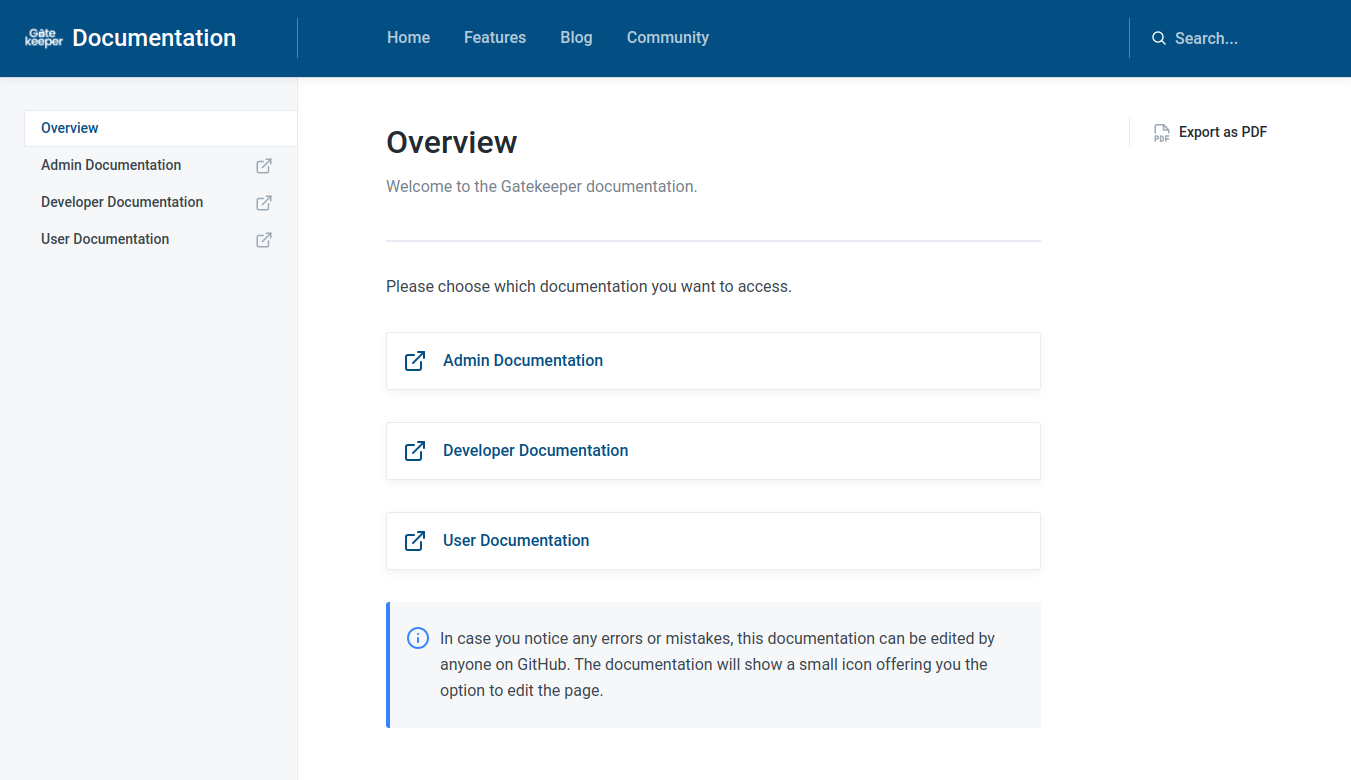 Gate
keeper
Documentation
Home
Features
Blog
Community
Search...
Overview
Admin Documentation
Developer Documentation
User Documentation
Overview
Welcome to the Gatekeeper documentation.
Please choose which documentation you want to access.
Admin Documentation
Developer Documentation
User Documentation
In case you notice any errors or mistakes, this documentation can be edited by
anyone on GitHub. The documentation will show a small icon offering you the
option to edit the page.
PDF
Export as PDF